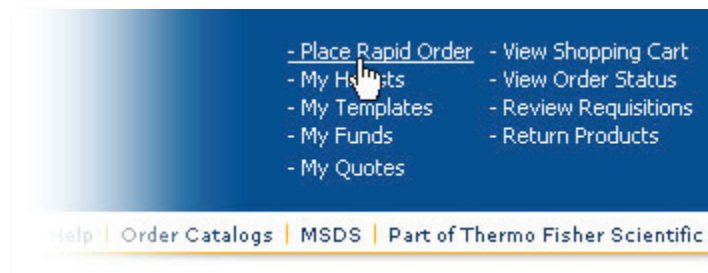 - Place Rapid Order
- My Templates
- My Funds
- My Quotes
- View Shopping Cart
- View Order Status
- Review Requisitions
- Return Products
Help | Order Catalogs | MSDS | Part of Thermo Fisher Scientific